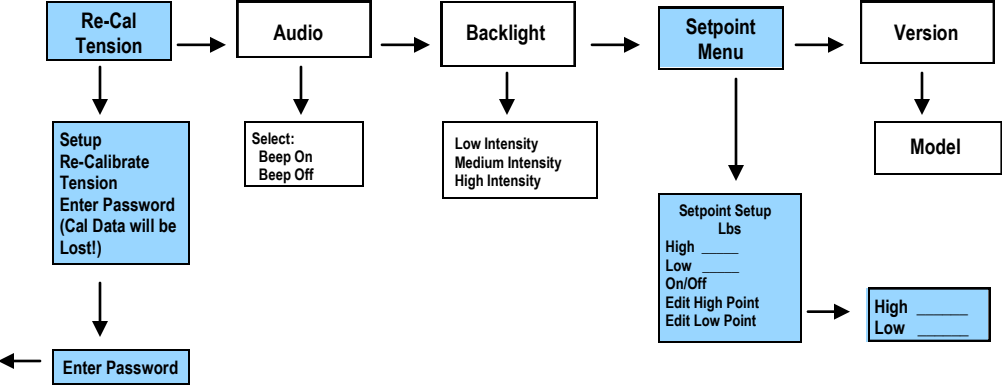 Re-Cal
Tension
Audio
Backlight
Setpoint
Menu
Version
Setup
Re-Calibrate
Tension
Enter Password
(Cal Data will be
Lost!)
Select:
Beep On
Beep Off
Low Intensity
Medium Intensity
High Intensity
Model
Setpoint Setup
Lbs
High _____
Low _____
On/Off
Edit High Point
Edit Low Point
High ______
Low ______
Enter Password